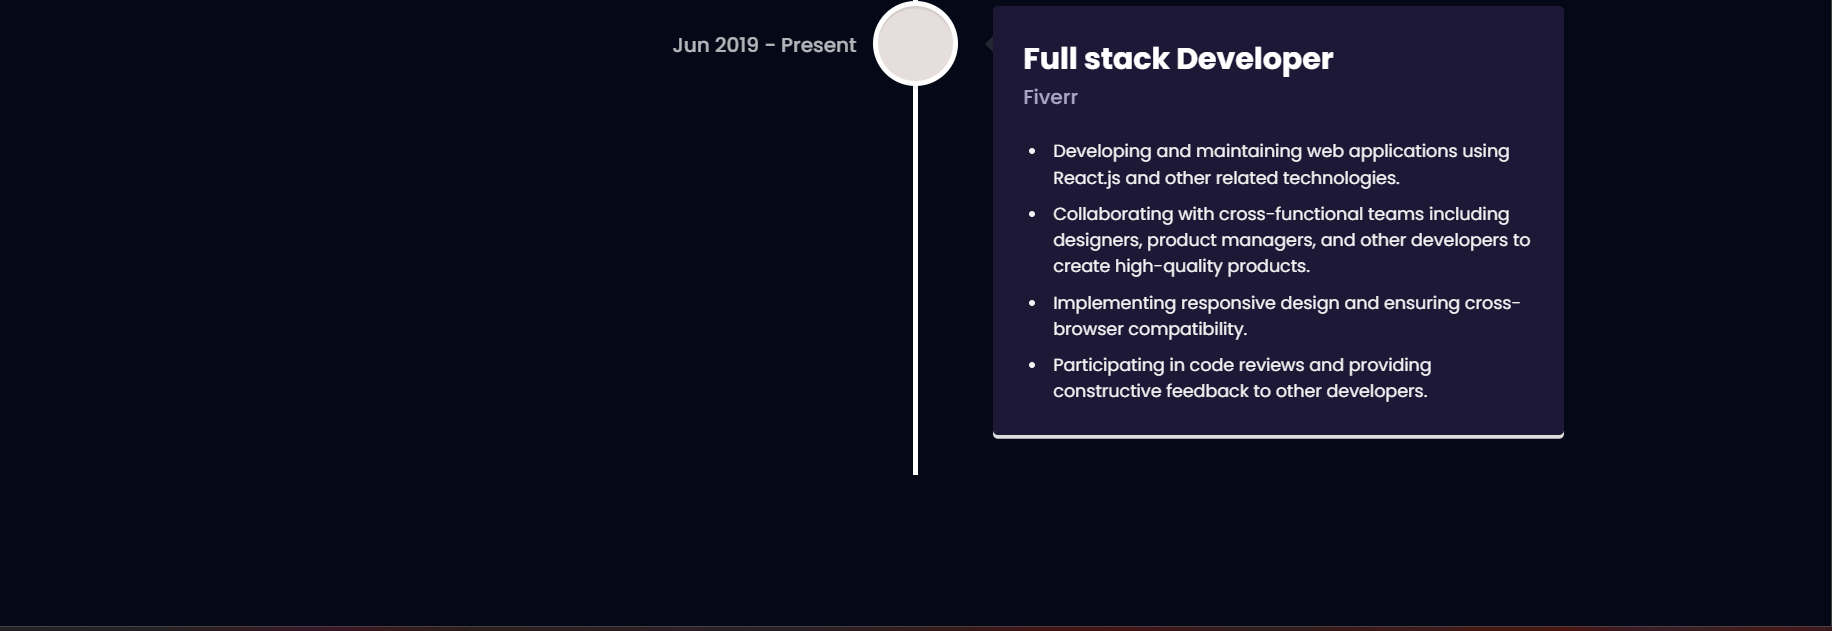 Jun 2019 - Present
Full stack Developer
Fiverr
• Developing and maintaining web applications using
React.js and other related technologies.
• Collaborating with cross-functional teams including
designers, product managers, and other developers to
create high-quality products.
• Implementing responsive design and ensuring cross-
browser compatibility.
• Participating in code reviews and providing
constructive feedback to other developers.